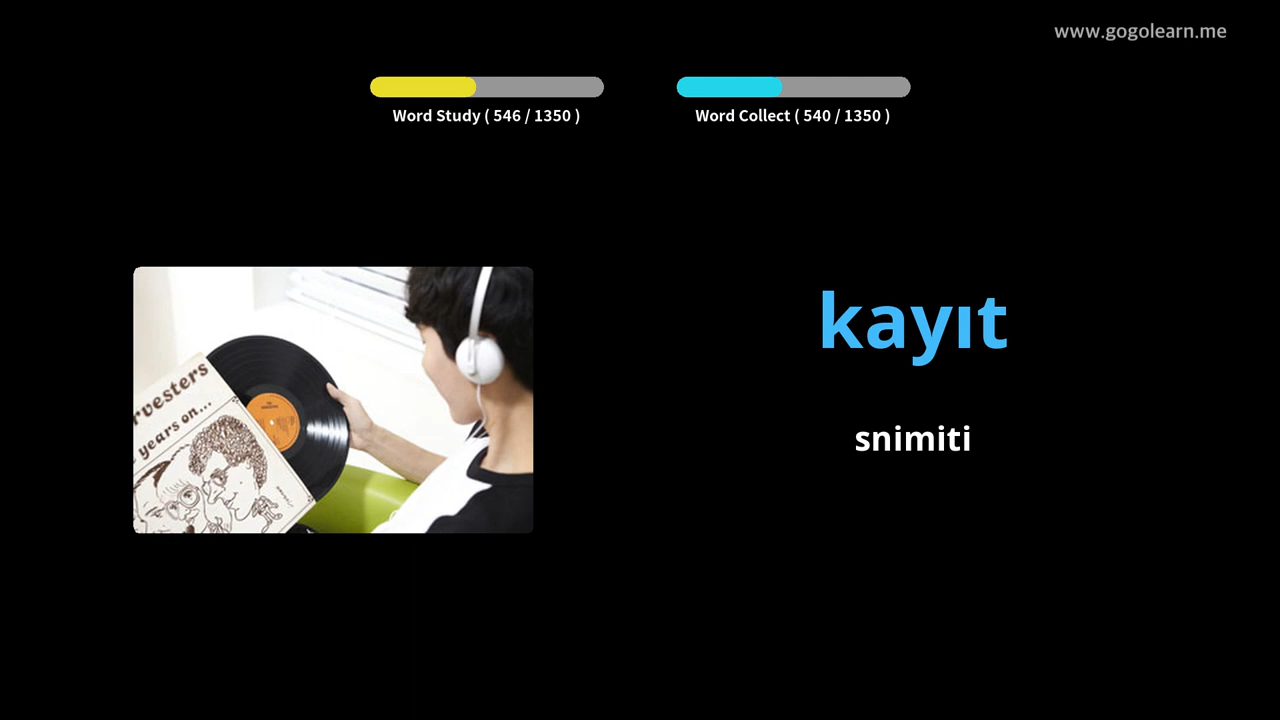 www.gogolearn.me
Word Study ( 546 / 1350 )
Word Collect ( 540 / 1350 )
kayıt
snimiti
rvesters
years on...